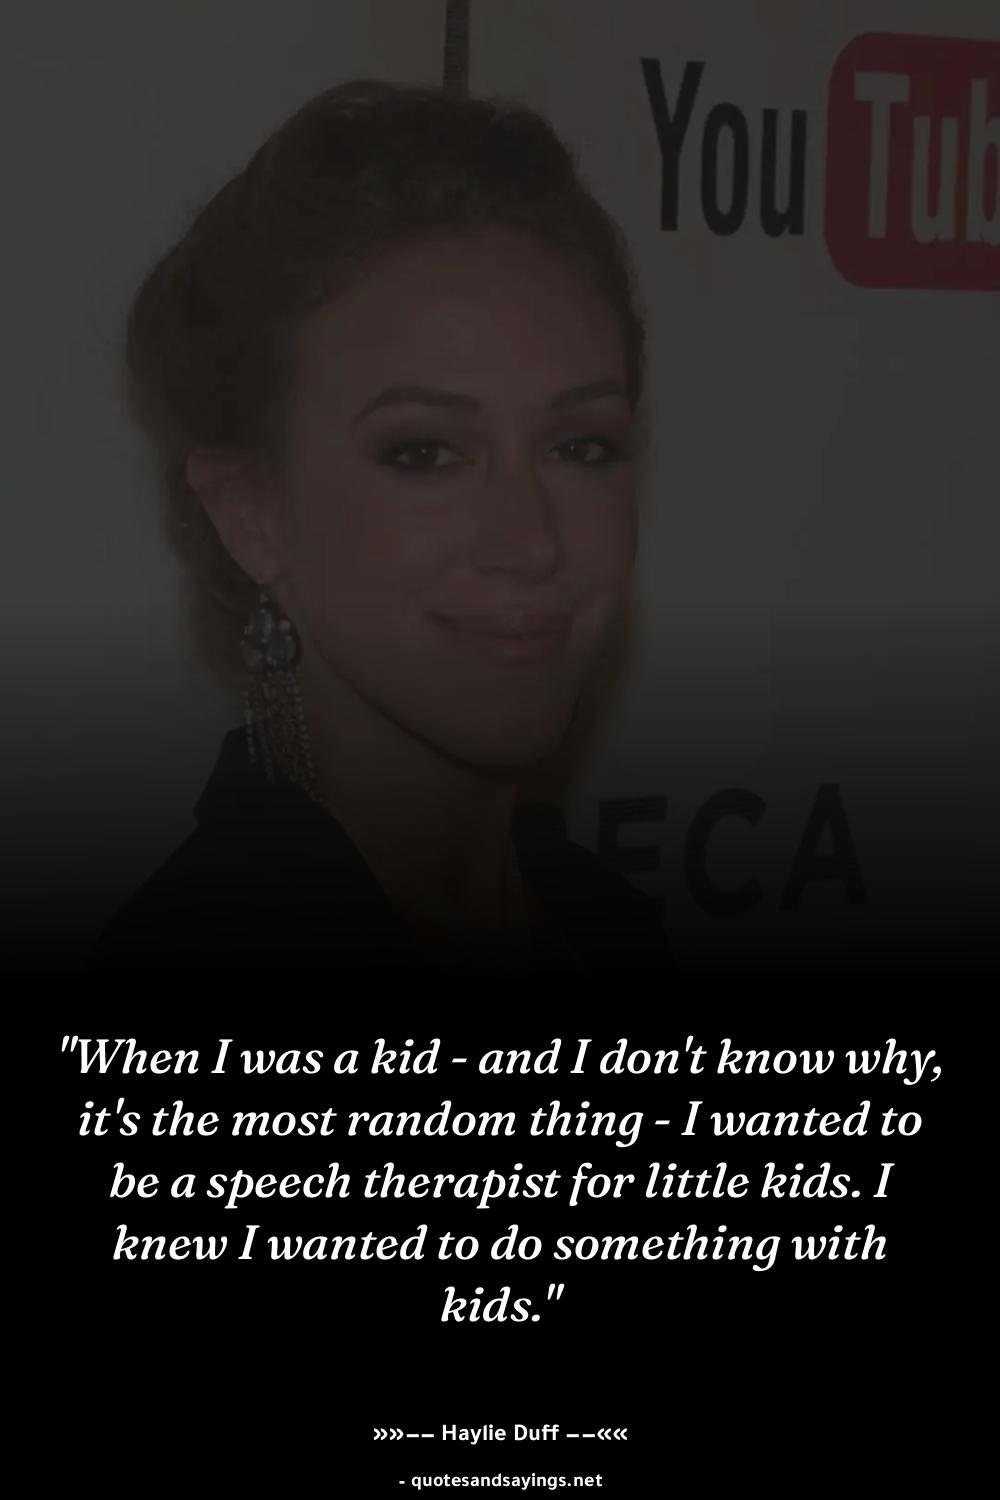 You Tub
ECA
"When I was a kid - and I don't know why,
it's the most random thing - I wanted to
be a speech therapist for little kids. I
knew I wanted to do something with
kids."
»»–– Haylie Duff ––««
- quotesandsayings.net